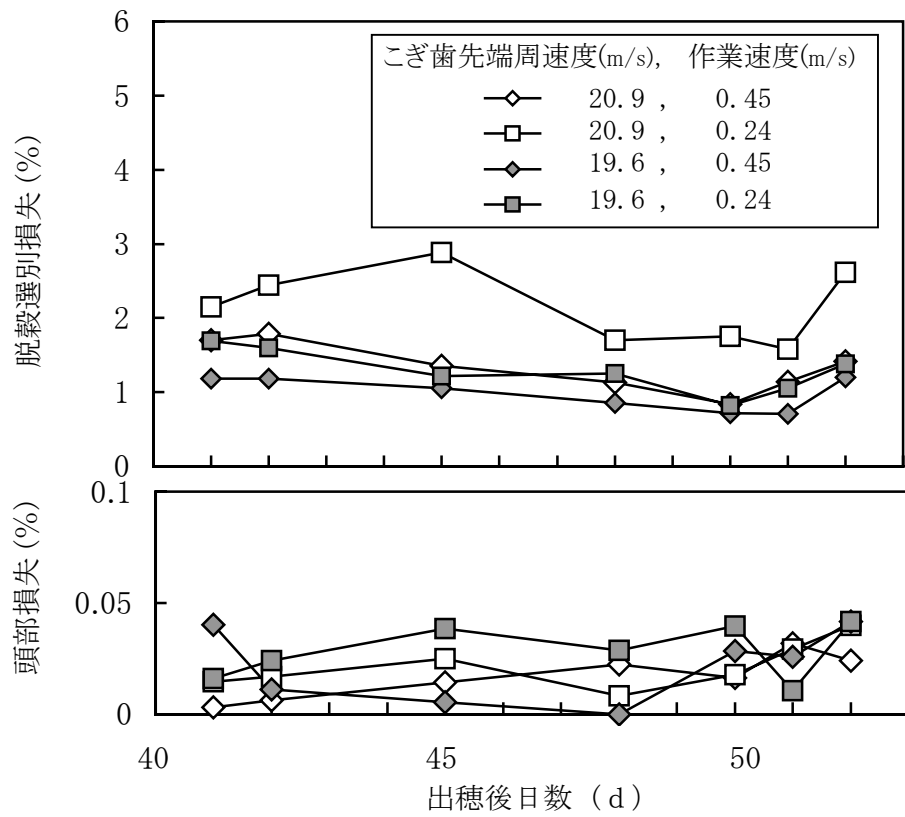 6
5
4
3
2
1
0
脱穀選別損失 (%)
こぎ歯先端周速度(m/s), 作業速度(m/s)
20.9 , 0.45
20.9 , 0.24
19.6 , 0.45
19.6 , 0.24
0.1
0.05
0
頭部損失 (%)
40 45 50
出穂後日数 (d)